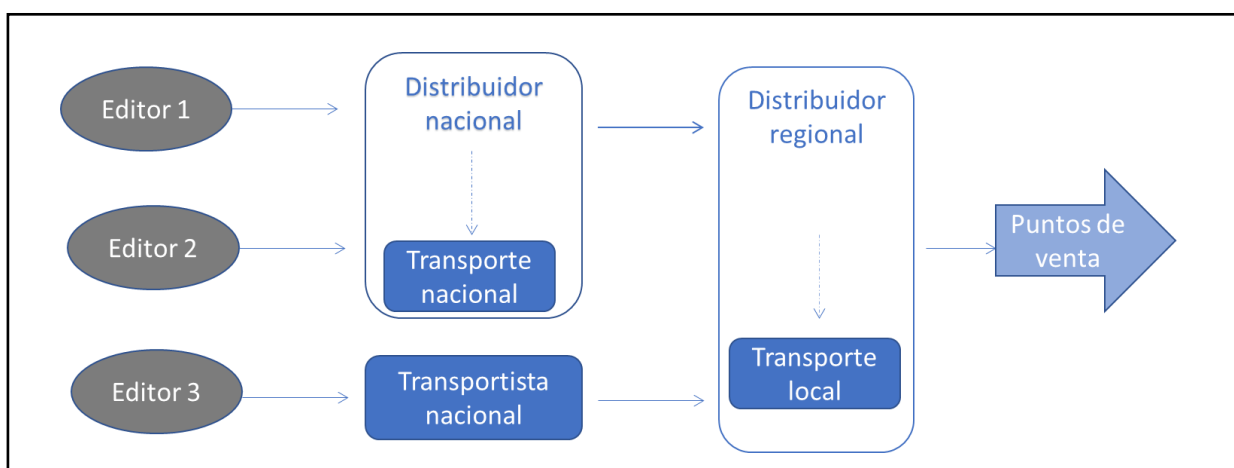 Editor 1
Distribuidor
nacional
Distribuidor
regional
Editor 2
Transporte
nacional
Puntos de
venta
Editor 3
Transportista
nacional
Transporte
local